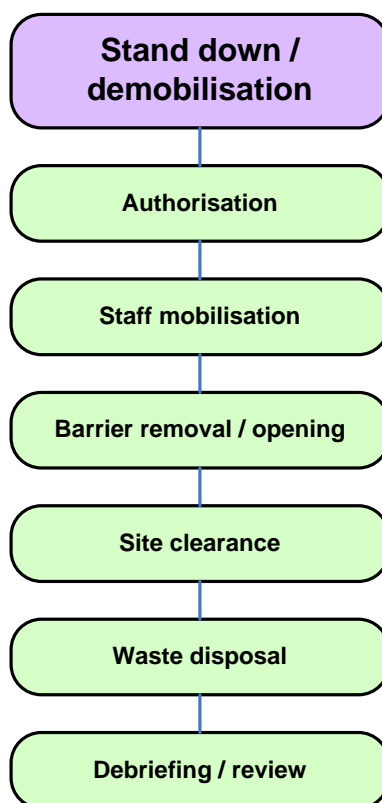 Stand down /
demobilisation
Authorisation
Staff mobilisation
Barrier removal / opening
Site clearance
Waste disposal
Debriefing / review